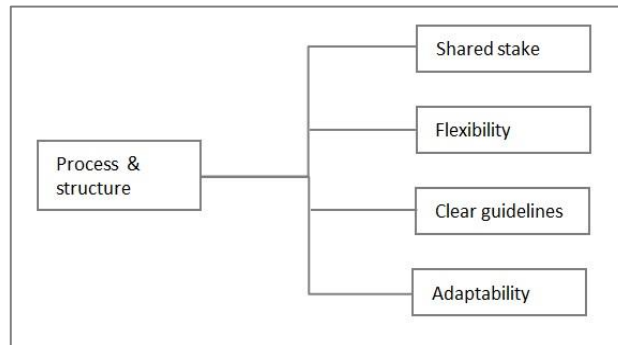 Shared stake
Flexibility
Process & 
structure
Clear guidelines
Adaptability